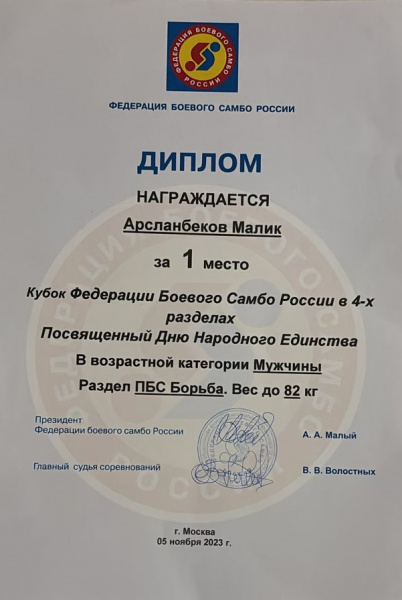 ФЕДЕРАЦИЯ БОЕВОГО САМБО
РОССИИ
ФЕДЕРАЦИЯ БОЕВОГО САМБО РОССИИ
ДИПЛОМ
НАГРАЖДАЕТСЯ
Арсланбеков Малик
за 1 место
Кубок Федерации Боевого Самбо России в 4-х
разделах
Посвященный Дню Народного Единства
В возрастной категории Мужчины
Раздел ПБС Борьба. Вес до 82 кг
Президент
Федерации боевого самбо России
А. А. Малый
Главный судья соревнований
В. В. Волостных
г. Москва
05 ноября 2023 г.